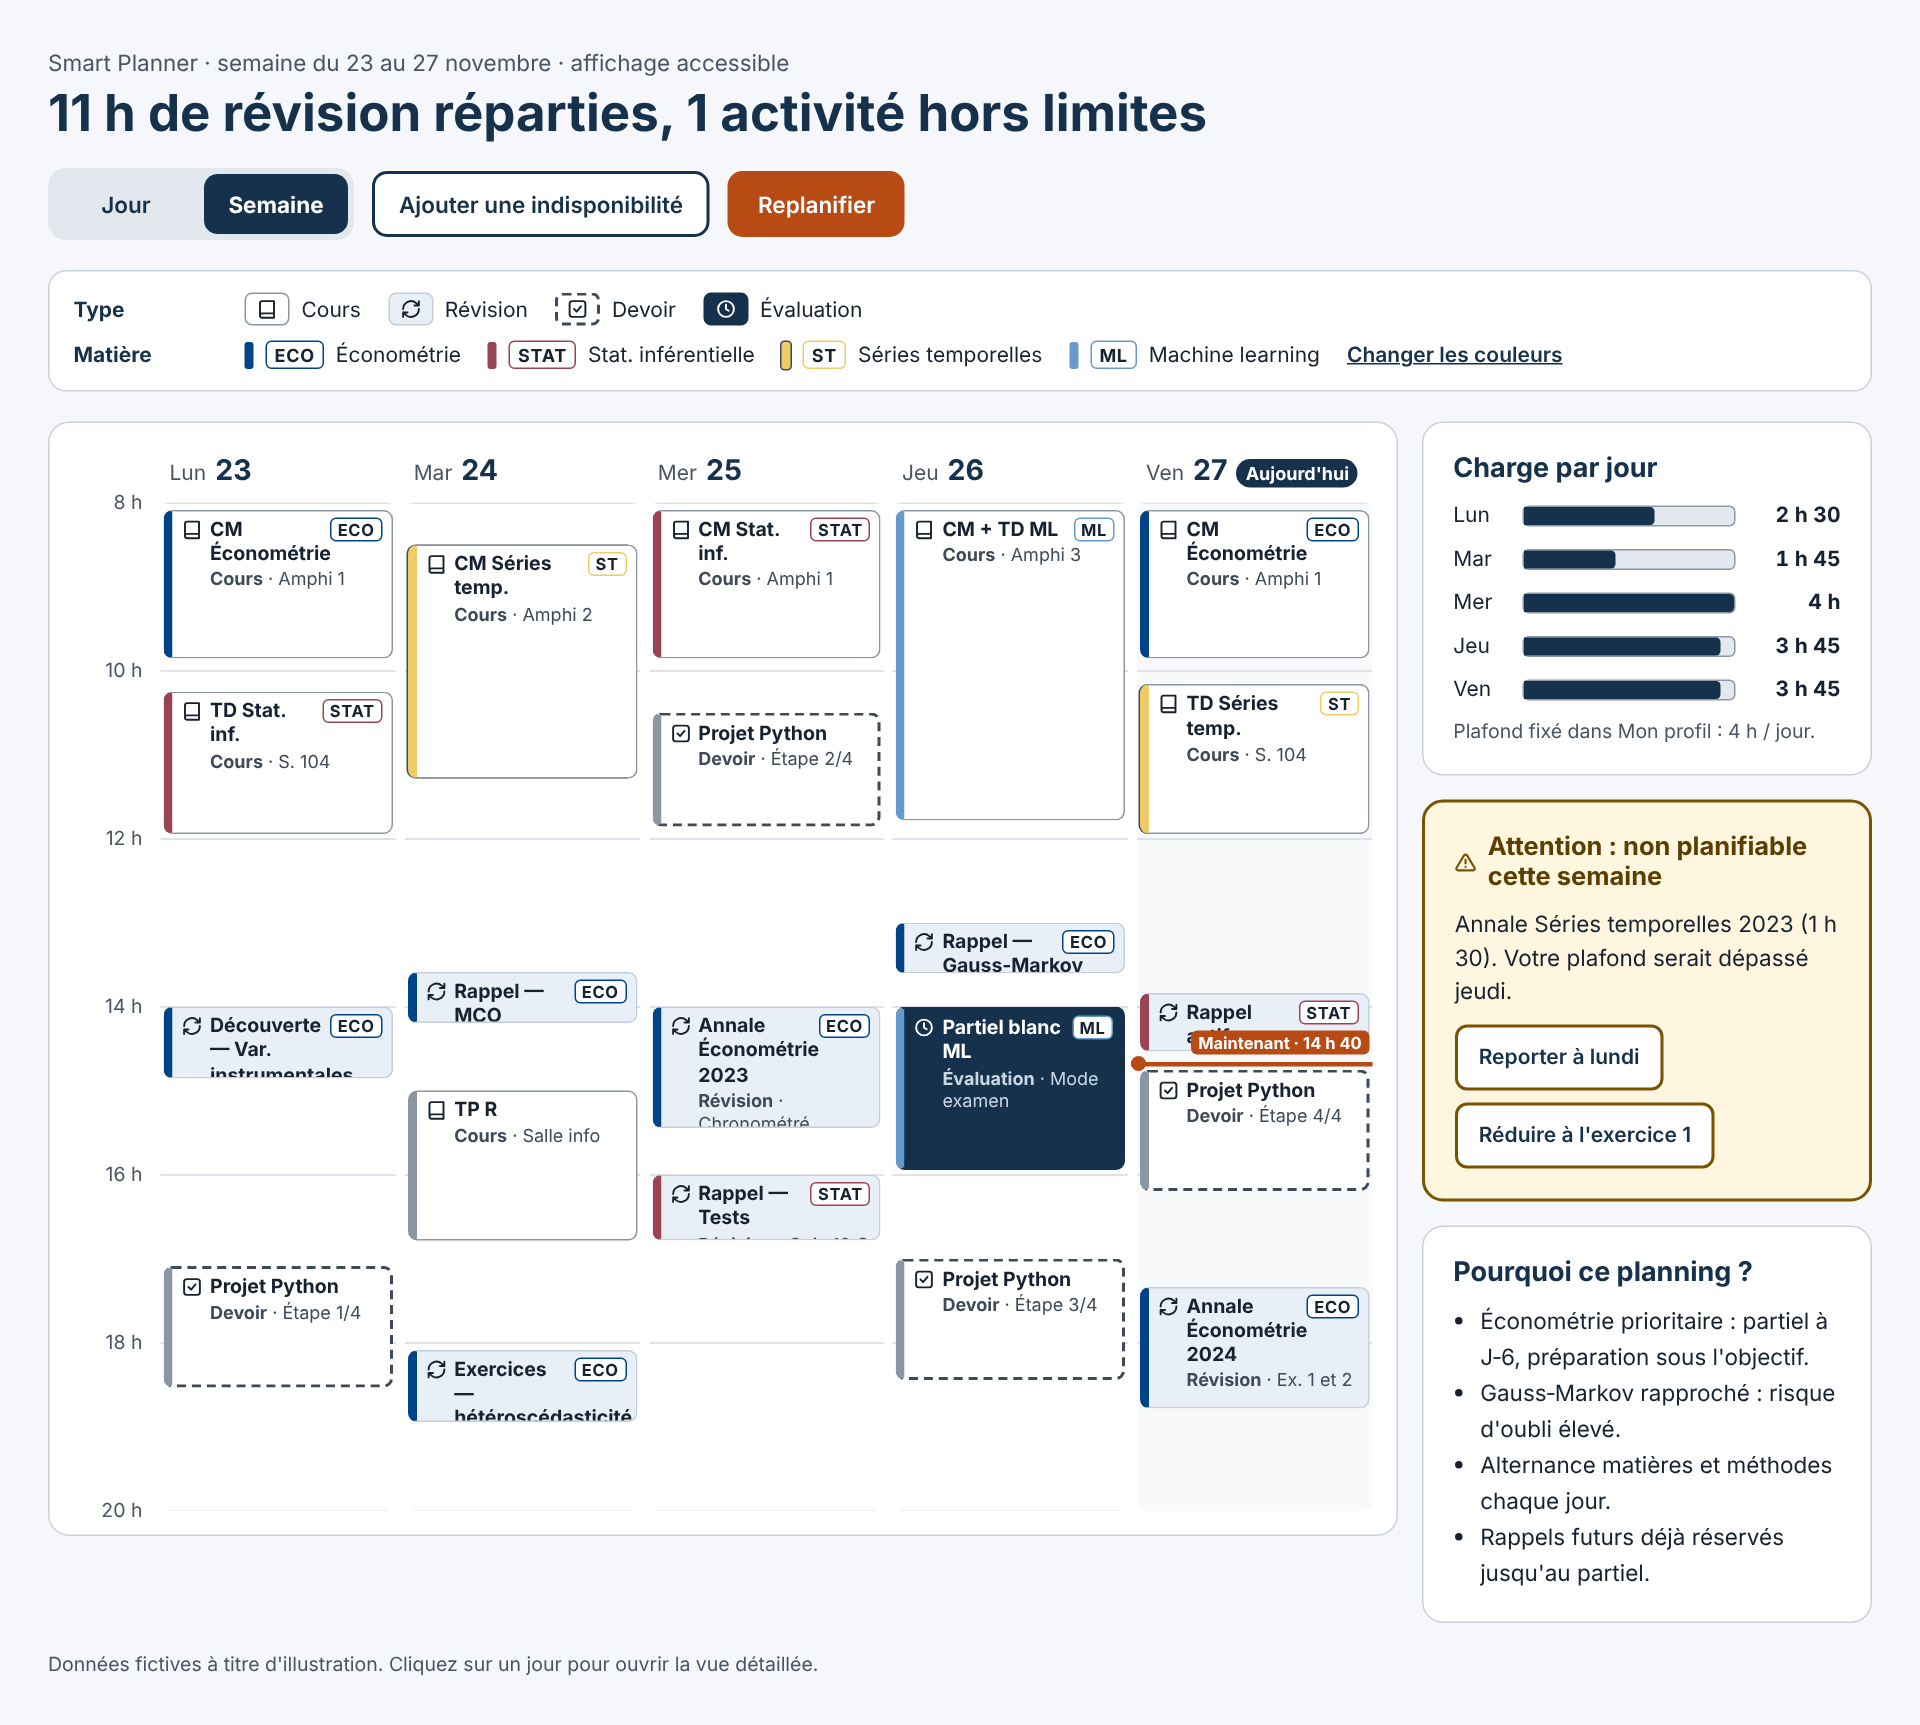 Smart Planner · semaine du 23 au 27 novembre · affichage accessible
11 h de révision réparties, 1 activité hors limites
Jour
Semaine
Ajouter une indisponibilité
Replanifier
Type
Cours
Révision
Devoir
Évaluation
Matière
ECO Économétrie
STAT Stat. inférentielle
ST Séries temporelles
ML Machine learning
Changer les couleurs
Lun 23
Mar 24
Mer 25
Jeu 26
Ven 27 Aujourd'hui
8 h
10 h
12 h
14 h
16 h
18 h
20 h
CM ECO
Économétrie
Cours · Amphi 1
TD Stat. STAT
inf.
Cours · S. 104
Découverte ECO
— Var.
instrumentales
Projet Python
Devoir · Étape 1/4
CM Séries ST
temp.
Cours · Amphi 2
Rappel — ECO
MCO
TP R
Cours · Salle info
Exercices ECO
—
hétéroscédasticité
CM Stat. STAT
inf.
Cours · Amphi 1
Projet Python
Devoir · Étape 2/4
Annale ECO
Économétrie
2023
Révision ·
Chronométré
Rappel — STAT
Tests
CM + TD ML ML
Cours · Amphi 3
Rappel — ECO
Gauss-Markov
Partiel blanc ML
ML
Évaluation · Mode
examen
Projet Python
Devoir · Étape 3/4
CM ECO
Économétrie
Cours · Amphi 1
TD Séries ST
temp.
Cours · S. 104
Rappel STAT
Maintenant · 14 h 40
Projet Python
Devoir · Étape 4/4
Annale ECO
Économétrie
2024
Révision · Ex. 1 et 2
Charge par jour
Lun 2 h 30
Mar 1 h 45
Mer 4 h
Jeu 3 h 45
Ven 3 h 45
Plafond fixé dans Mon profil : 4 h / jour.
Attention : non planifiable
cette semaine
Annale Séries temporelles 2023 (1 h
30). Votre plafond serait dépassé
jeudi.
Reporter à lundi
Réduire à l'exercice 1
Pourquoi ce planning ?
• Économétrie prioritaire : partiel à
J-6, préparation sous l'objectif.
• Gauss-Markov rapproché : risque
d'oubli élevé.
• Alternance matières et méthodes
chaque jour.
• Rappels futurs déjà réservés
jusqu'au partiel.
Données fictives à titre d'illustration. Cliquez sur un jour pour ouvrir la vue détaillée.